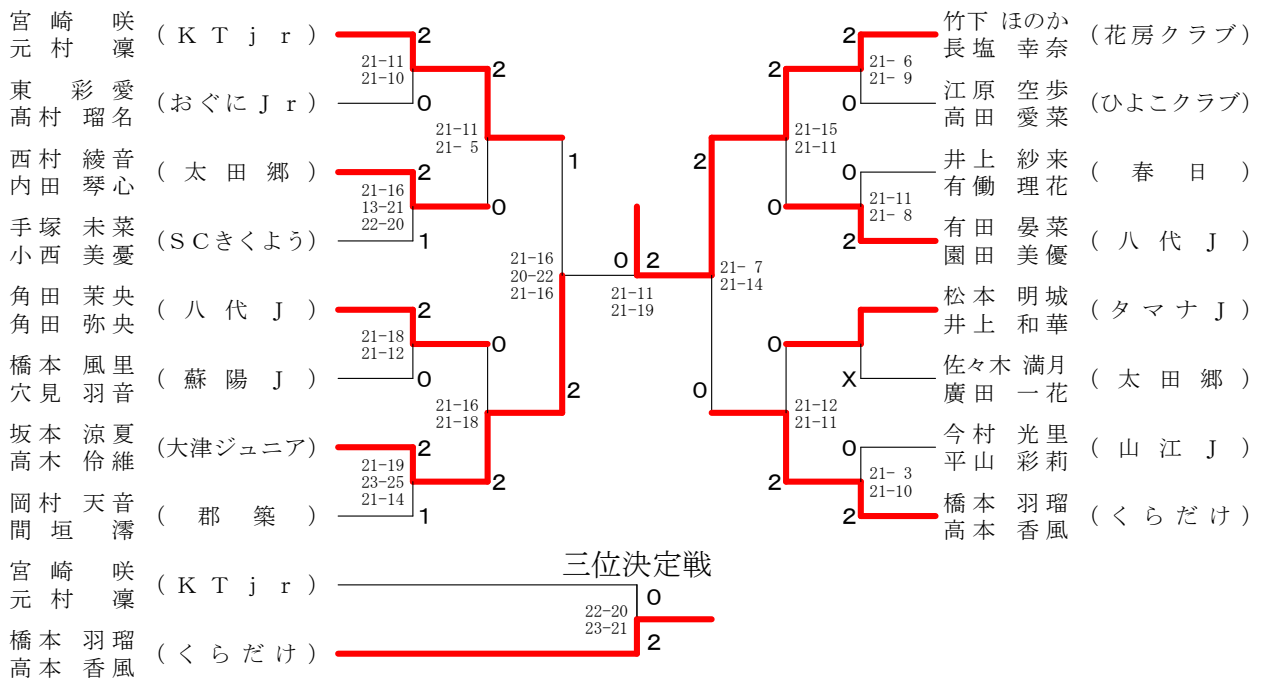 宮崎 咲
元村 凜
(KTjr)
2
21-11
21-10
東 彩愛
髙村 瑠名
(おぐにJr)
0
2
21-11
21- 5
西村 綾音
内田 琴心
(太田郷)
2
21-16
13-21
22-20
0
手塚 未菜
小西 美憂
(SCきくよう)
1
1
21-16
20-22
21-16
角田 茉央
角田 弥央
(八代J)
2
21-18
21-12
0
橋本 風里
穴見 羽音
(蘇陽J)
0
21-16
21-18
2
坂本 涼夏
高木 伶維
(大津ジュニア)
2
21-19
23-25
21-14
2
岡村 天音
間垣 澪
(郡築)
1
0 2
21-11
21-19
竹下 ほのか
長塩 幸奈
(花房クラブ)
2
21- 6
21- 9
江原 空歩
高田 愛菜
(ひよこクラブ)
0
2
21-15
21-11
井上 紗来
有働 理花
(春日)
0
21-11
21- 8
0
有田 晏菜
園田 美優
(八代J)
2
2
21- 7
21-14
松本 明城
井上 和華
(タマナJ)
0
佐々木 満月
廣田 一花
(太田郷)
X
21-12
21-11
0
今村 光里
平山 彩莉
(山江J)
0
21- 3
21-10
2
橋本 羽瑠
高本 香風
(くらだけ)
2
三位決定戦
宮崎 咲
元村 凜
(KTjr)
0
22-20
23-21
橋本 羽瑠
高本 香風
(くらだけ)
2